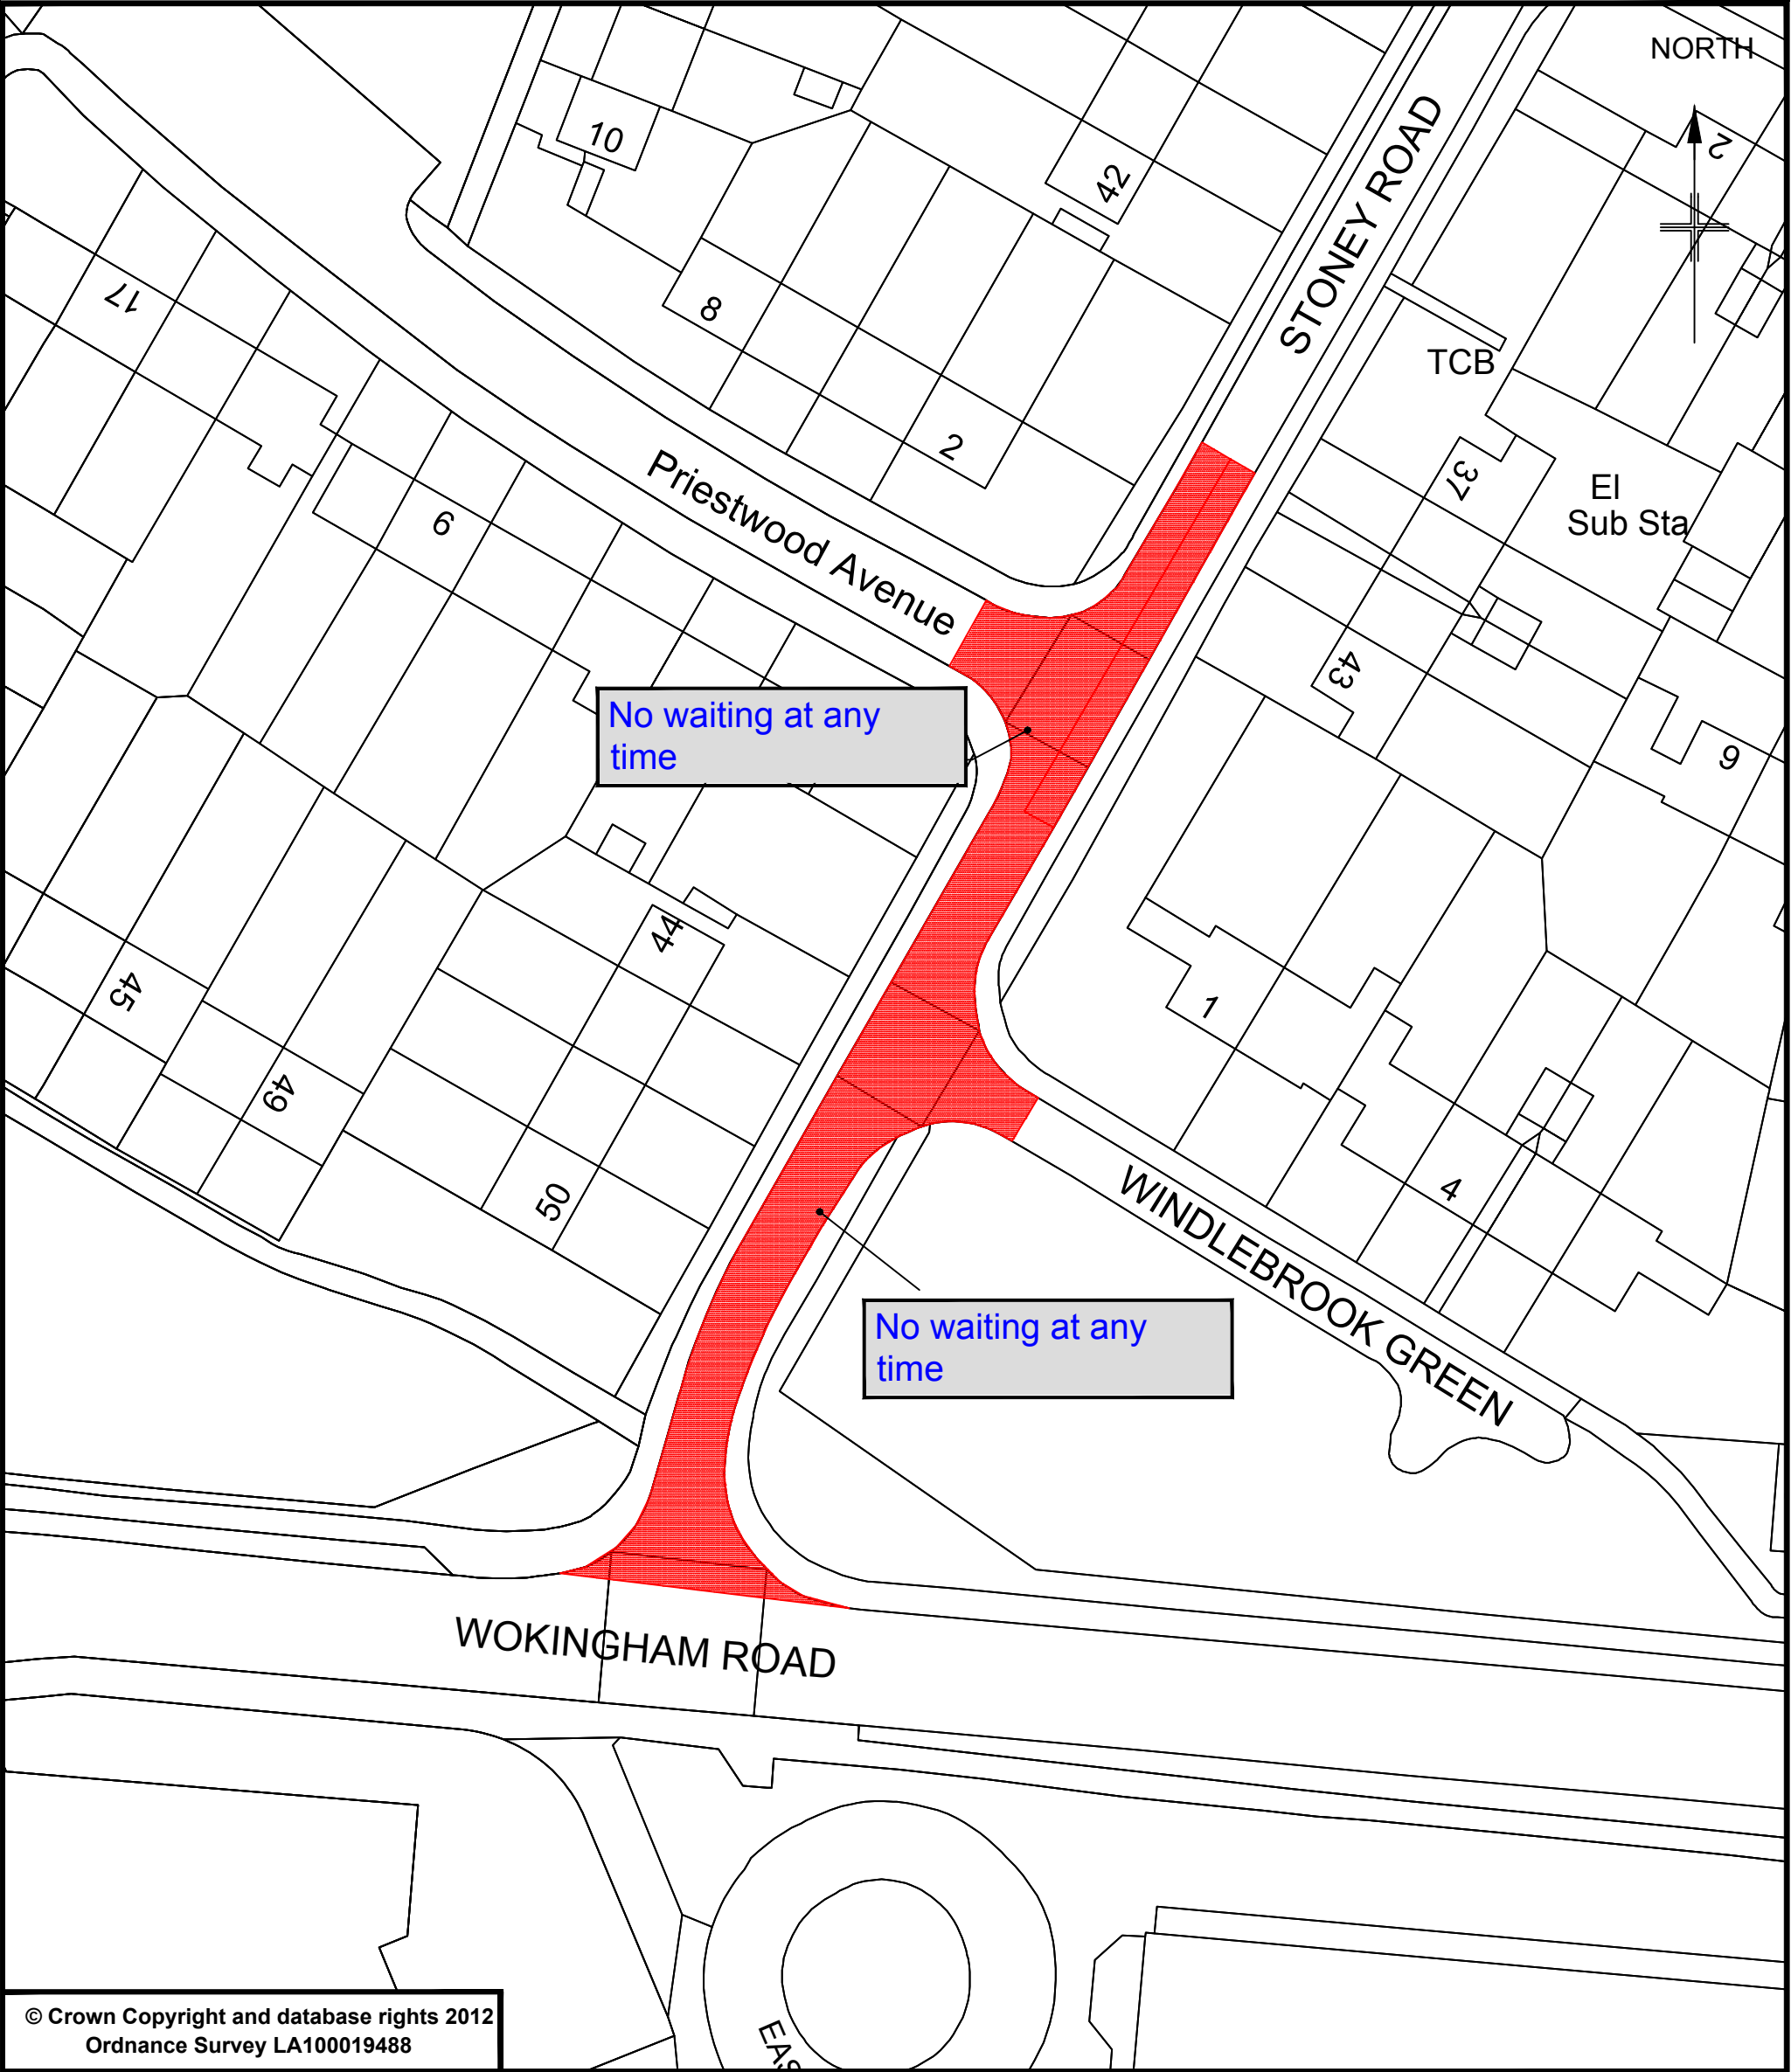 NORTH
10
42
2
STONEY ROAD
17
8
TCB
2
37
El
Sub Sta
Priestwood Avenue
9
43
No waiting at any
time
9
44
45
1
49
50
4
WINDLEBROOK GREEN
No waiting at any
time
WOKINGHAM ROAD
© Crown Copyright and database rights 2012
Ordnance Survey LA100019488
EAS